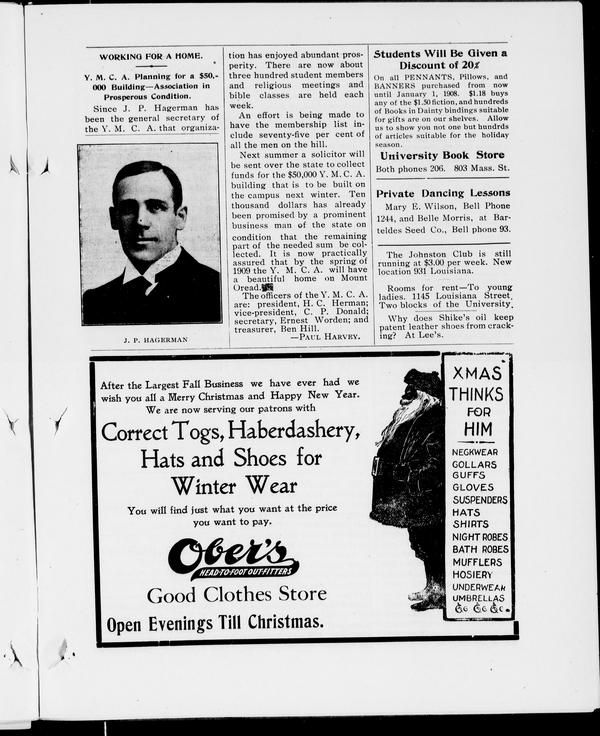 WORKING FOR A HOME.
Y. M. C. A. Planning for a $50,-
000 Building—Association in
Prosperous Condition.
Since J. P. Hagerman has
been the general secretary of
the Y. M. C. A. that organiza-
J. P. HAGERMAN
tion has enjoyed abundant pros-
perity. There are now about
three hundred student members
and religious meetings and
bible classes are held each
week.
An effort is being made to
have the membership list in-
clude seventy-five per cent of
all the men on the hill.
Next summer a solicitor will
be sent over the state to collect
funds for the $50,000 Y. M. C. A.
building that is to be built on
the campus next winter. Ten
thousand dollars has already
been promised by a prominent
business man of the state on
condition that the remaining
part of the needed sum be col-
lected. It is now practically
assured that by the spring of
1909 the Y. M. C. A. will have
a beautiful home on Mount
Oread.
The officers of the Y. M. C. A.
are: president, H. C. Herman;
vice-president, C. P. Donald;
secretary, Ernest Worden; and
treasurer, Ben Hill.
—PAUL HARVEY.
Students Will Be Given a
Discount of 20%
On all PENNANTS, Pillows, and
BANNERS purchased from now
until January 1, 1908. $1.18 buys
any of the $1.50 fiction, and hundreds
of Books in Dainty bindings suitable
for gifts are on our shelves. Allow
us to show you not one but hundrds
of articles suitable for the holiday
season.
University Book Store
Both phones 206. 803 Mass. St.
Private Dancing Lessons
Mary E. Wilson, Bell Phone
1244, and Belle Morris, at Bar-
teldes Seed Co., Bell phone 93.
The Johnston Club is still
running at $3.00 per week. New
location 931 Louisiana.
Rooms for rent—To young
ladies. 1145 Louisiana Street.
Two blocks of the University.
Why does Shike's oil keep
patent leather shoes from crack-
ing? At Lee's.
After the Largest Fall Business we have ever had we
wish you all a Merry Christmas and Happy New Year.
We are now serving our patrons with
Correct Togs, Haberdashery,
Hats and Shoes for
Winter Wear
You will find just what you want at the price
you want to pay.
Ober's
HEAD-TO-FOOT OUTFITTERS
Good Clothes Store
Open Evenings Till Christmas.
XMAS
THINKS
FOR
HIM
NECKWEAR
COLLARS
CUFFS
GLOVES
SUSPENDERS
HATS
SHIRTS
NIGHT ROBES
BATH ROBES
MUFFLERS
HOSIERY
UNDERWEAR
UMBRELLAS
&c &c &c.